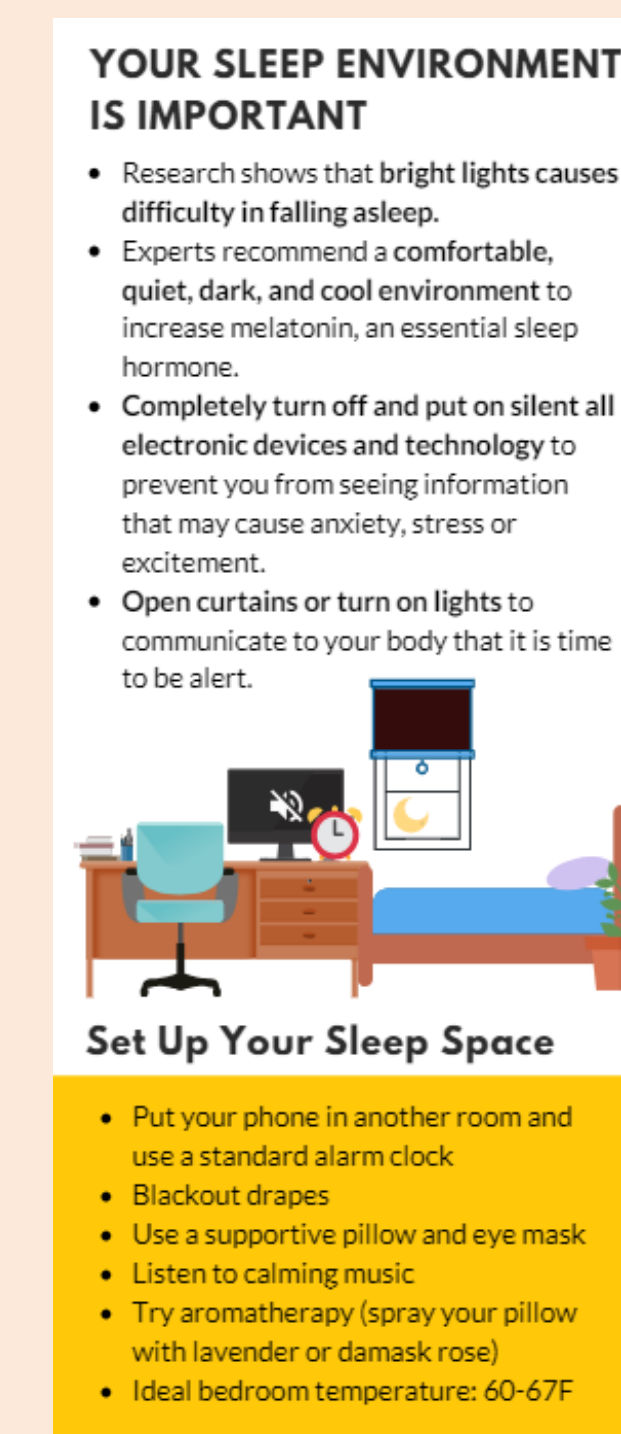 YOUR SLEEP ENVIRONMENT
IS IMPORTANT
• Research shows that bright lights causes
difficulty in falling asleep.
• Experts recommend a comfortable,
quiet, dark, and cool environment to
increase melatonin, an essential sleep
hormone.
• Completely turn off and put on silent all
electronic devices and technology to
prevent you from seeing information
that may cause anxiety, stress or
excitement.
• Open curtains or turn on lights to
communicate to your body that it is time
to be alert.
Set Up Your Sleep Space
• Put your phone in another room and
use a standard alarm clock
• Blackout drapes
• Use a supportive pillow and eye mask
• Listen to calming music
• Try aromatherapy (spray your pillow
with lavender or damask rose)
• Ideal bedroom temperature: 60-67F